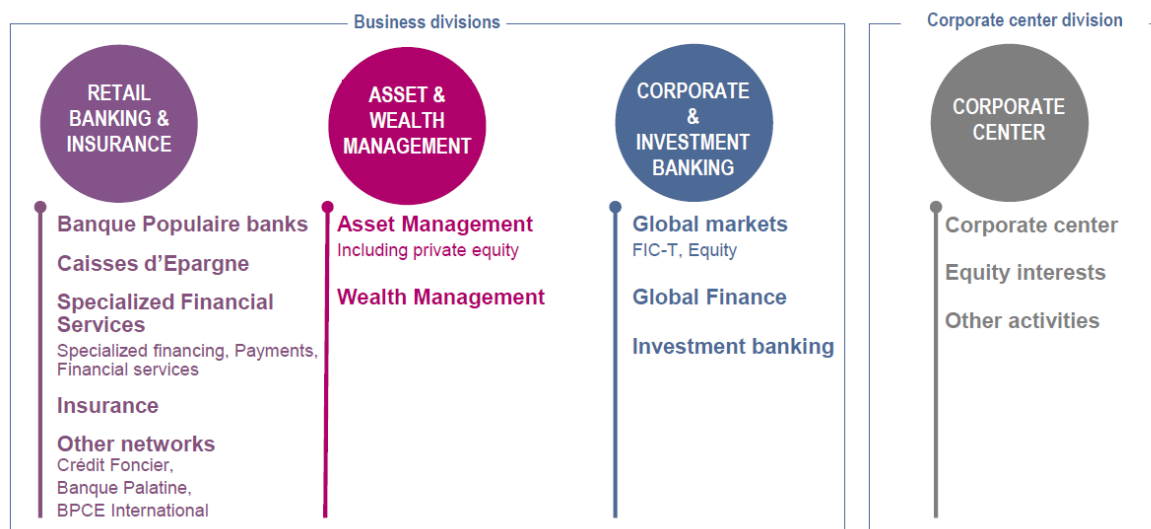 Business divisions
Corporate center division
RETAIL
BANKING &
INSURANCE
Banque Populaire banks
Caisses d'Epargne
Specialized Financial
Services
Specialized financing, Payments,
Financial services
Insurance
Other networks
Crédit Foncier,
Banque Palatine,
BPCE International
ASSET &
WEALTH
MANAGEMENT
Asset Management
Including private equity
Wealth Management
CORPORATE
&
INVESTMENT
BANKING
Global markets
FIC-T, Equity
Global Finance
Investment banking
CORPORATE
CENTER
Corporate center
Equity interests
Other activities